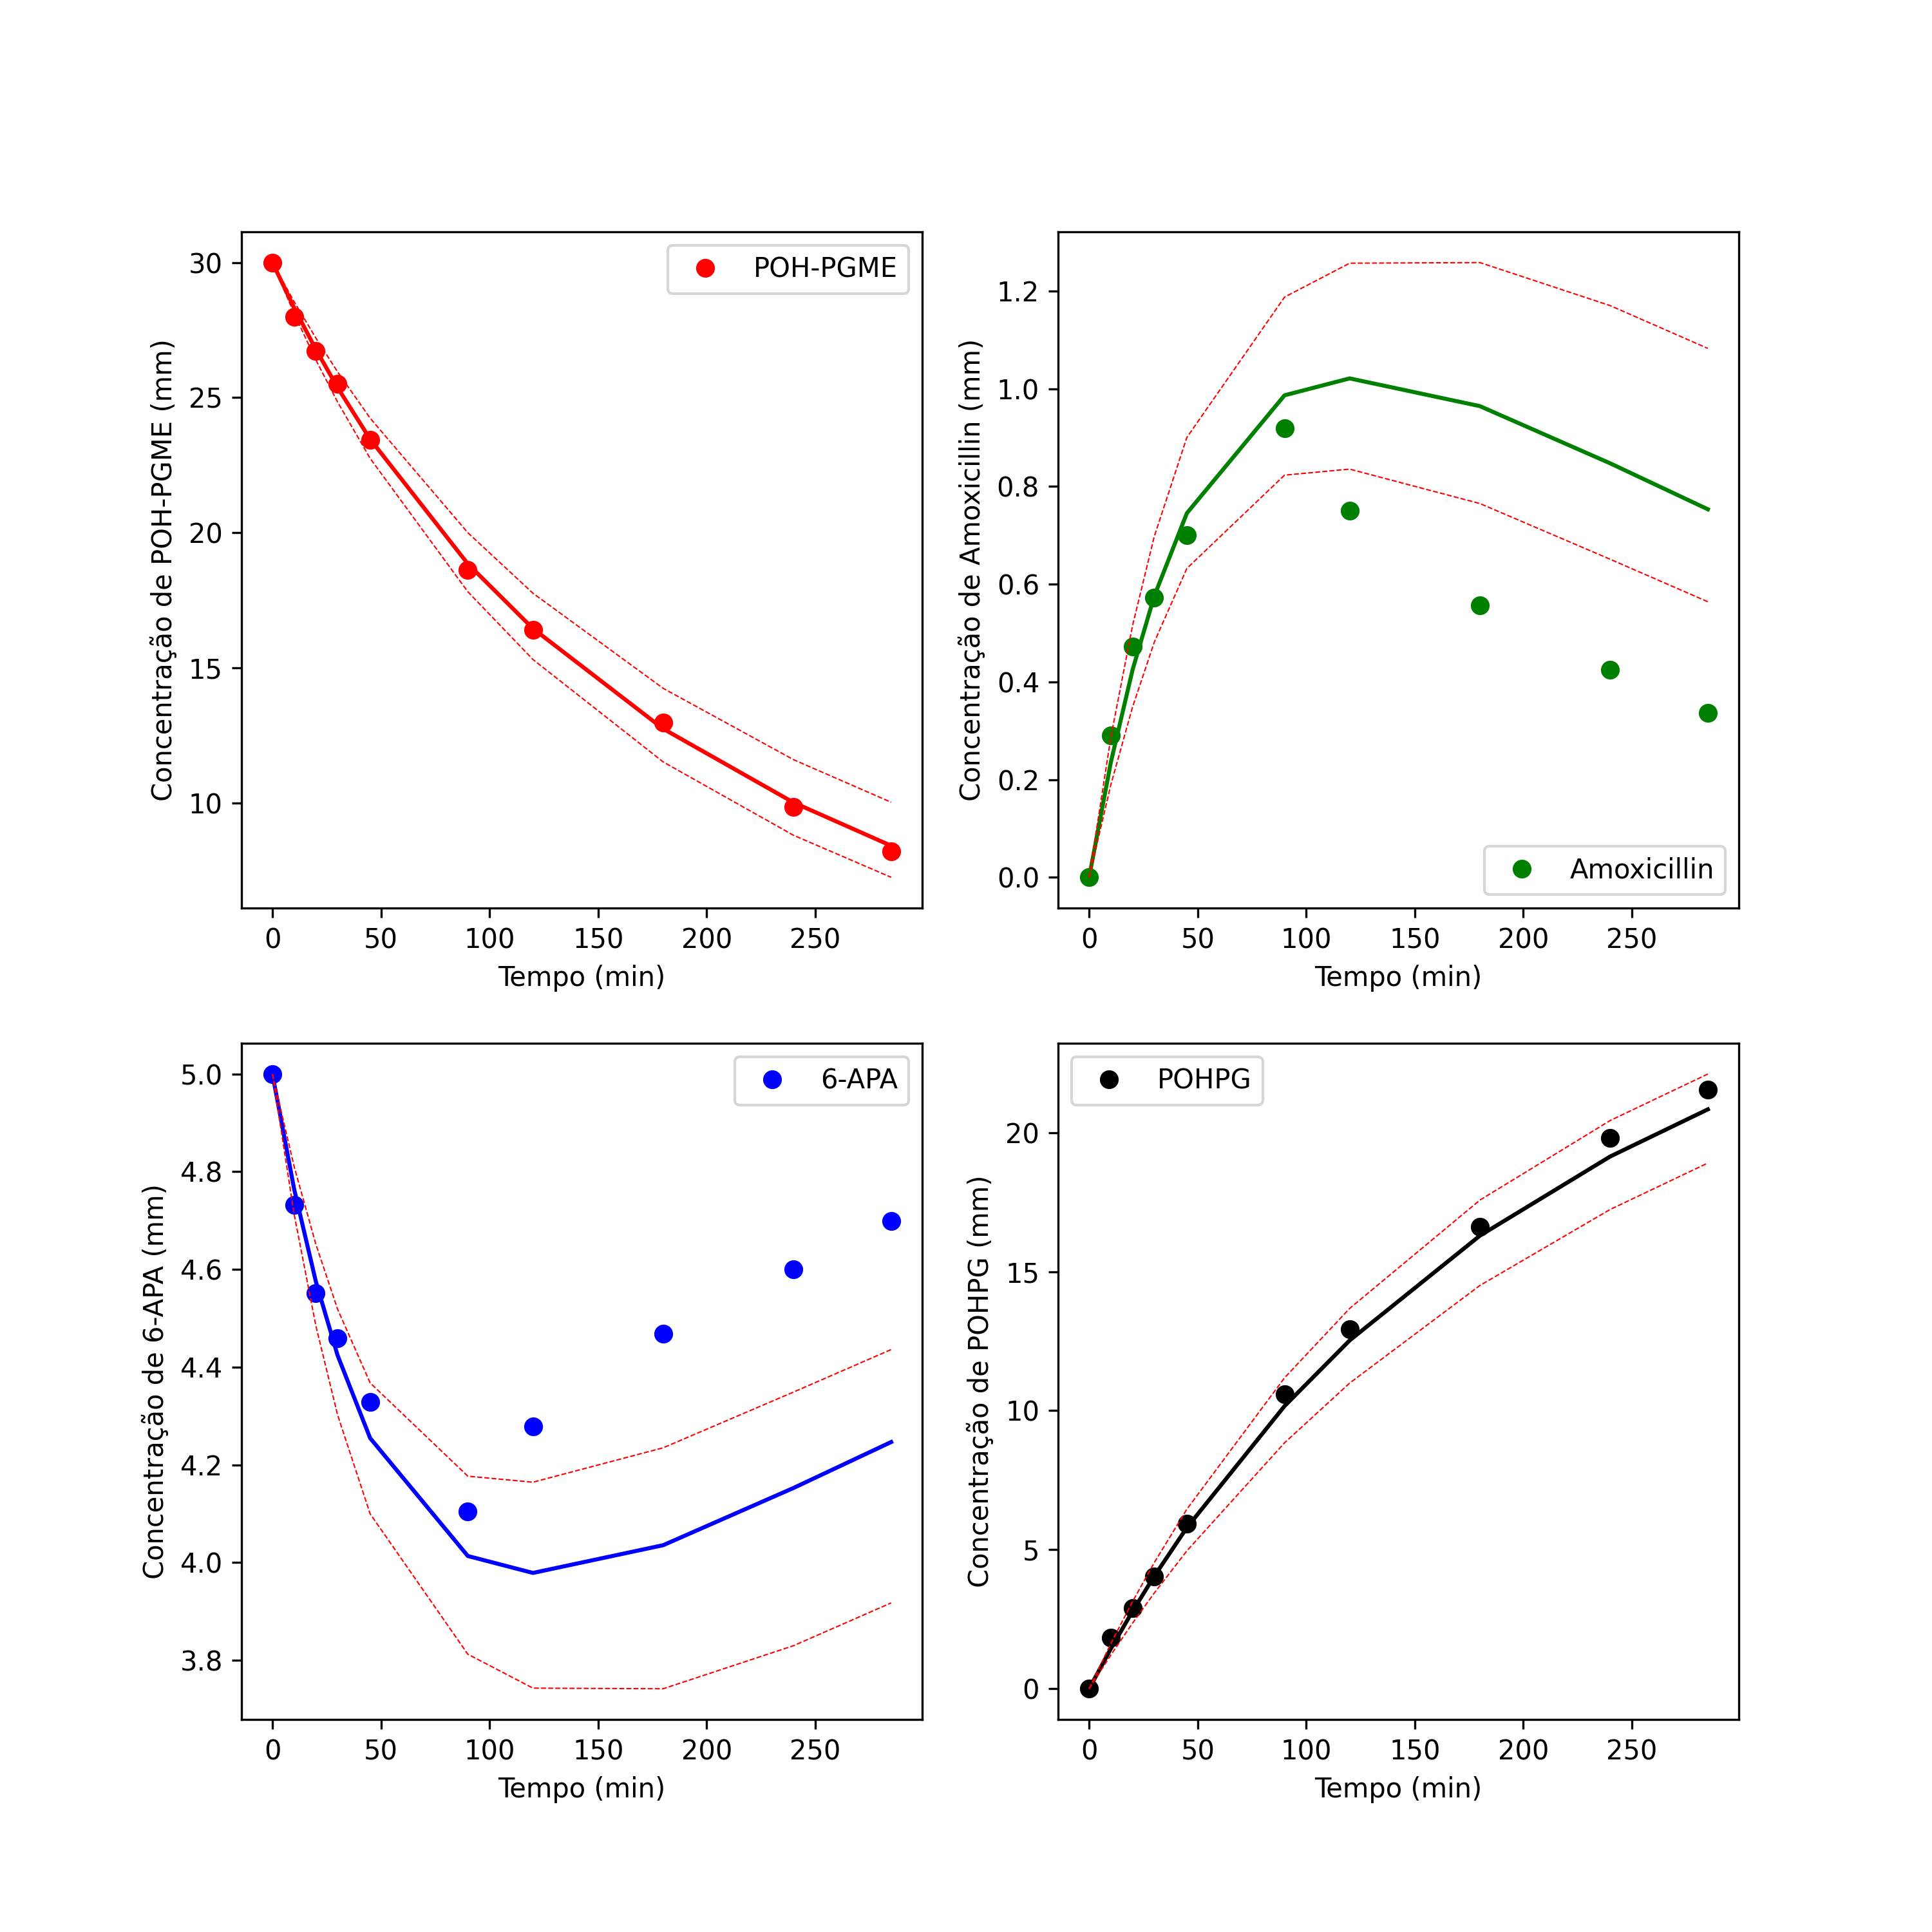 POH-PGME
Concentração de POH-PGME (mm)
30
25
20
15
10
0 50 100 150 200 250
Tempo (min)
Amoxicillin
Concentração de Amoxicillin (mm)
1.2
1.0
0.8
0.6
0.4
0.2
0.0
0 50 100 150 200 250
Tempo (min)
6-APA
Concentração de 6-APA (mm)
5.0
4.8
4.6
4.4
4.2
4.0
3.8
0 50 100 150 200 250
Tempo (min)
POHPG
Concentração de POHPG (mm)
20
15
10
5
0
0 50 100 150 200 250
Tempo (min)